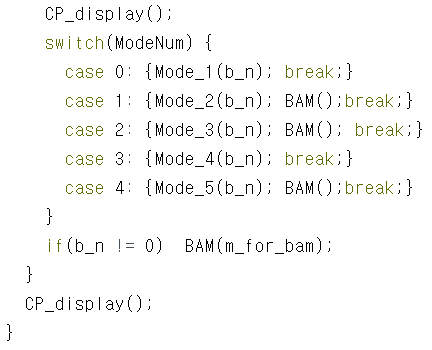 CP_display();
switch(ModeNum) {
case 0: {Mode_1(b_n); break;}
case 1: {Mode_2(b_n); BAM();break;}
case 2: {Mode_3(b_n); BAM(); break;}
case 3: {Mode_4(b_n); break;}
case 4: {Mode_5(b_n); BAM();break;}
}
if(b_n != 0)  BAM(m_for_bam);
}
CP_display();
}